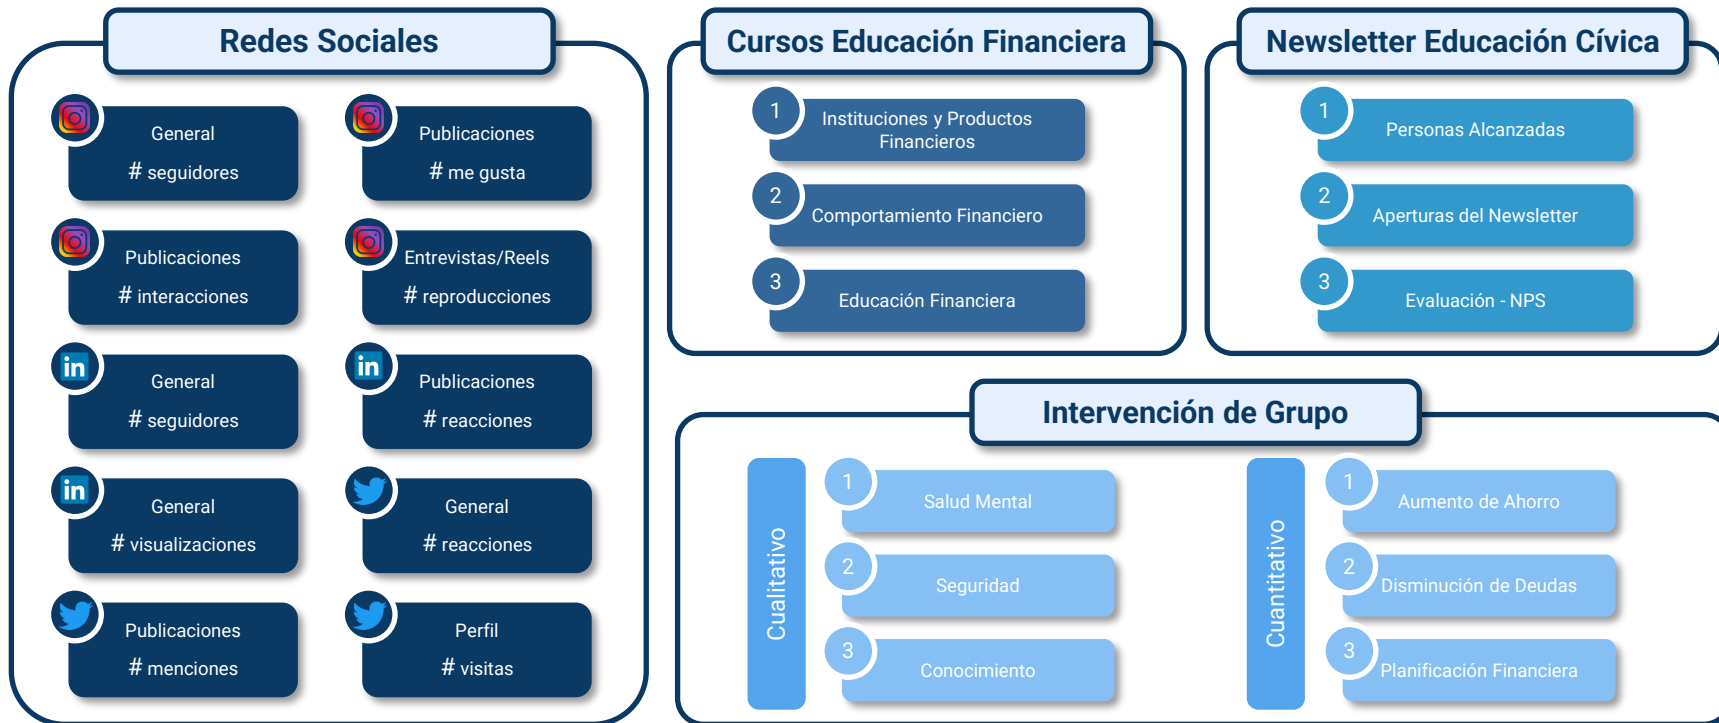 Redes Sociales
General
# seguidores
Publicaciones
# me gusta
Publicaciones
# interacciones
Entrevistas/Reels
# reproducciones
in
General
# seguidores
in
Publicaciones
# reacciones
in
General
# visualizaciones
General
# reacciones
Publicaciones
# menciones
Perfil
# visitas
Cursos Educación Financiera
1
Instituciones y Productos
Financieros
2
Comportamiento Financiero
3
Educación Financiera
Newsletter Educación Cívica
1
Personas Alcanzadas
2
Aperturas del Newsletter
3
Evaluación - NPS
Intervención de Grupo
Cualitativo
1
Salud Mental
2
Seguridad
3
Conocimiento
Cuantitativo
1
Aumento de Ahorro
2
Disminución de Deudas
3
Planificación Financiera